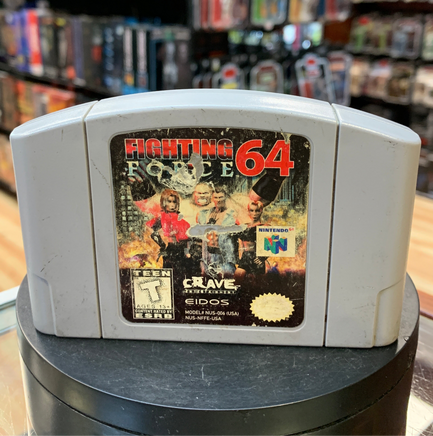 FIGHTING
FORCE 64
NINTENDO
TEEN
T
AGES 13+
CONTENT RATED BY
ESRB
CRAVE
EIDOS
MODEL# NUS-006 (USA)
NUS-NFFE-USA